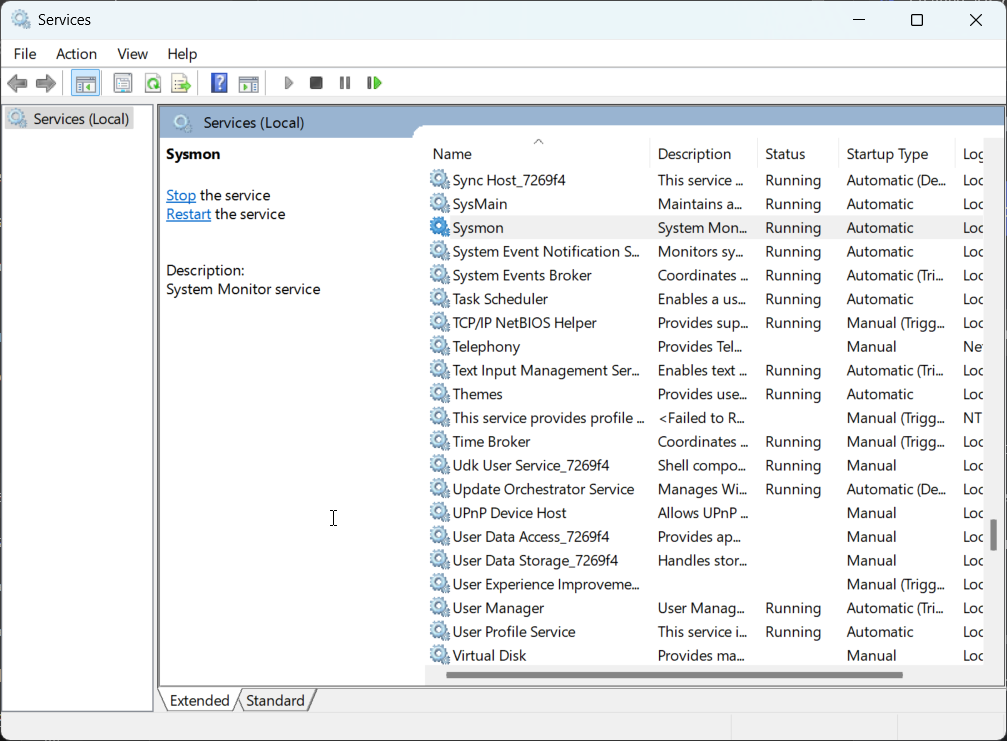 Services
File Action View Help
Services (Local)
Services (Local)
Sysmon
Stop the service
Restart the service
Description:
System Monitor service
Name Description Status Startup Type Log
Sync Host_7269f4 This service ... Running Automatic (De... Loc
SysMain Maintains a... Running Automatic Loc
Sysmon System Mon... Running Automatic Loc
System Event Notification S... Monitors sy... Running Automatic Loc
System Events Broker Coordinates ... Running Automatic (Tri... Loc
Task Scheduler Enables a us... Running Automatic Loc
TCP/IP NetBIOS Helper Provides sup... Running Manual (Trigg... Loc
Telephony Provides Tel... Manual Net
Text Input Management Ser... Enables text ... Running Automatic (Tri... Loc
Themes Provides use... Running Automatic Loc
This service provides profile ... <Failed to R... Manual (Trigg... NT
Time Broker Coordinates ... Running Manual (Trigg... Loc
Udk User Service_7269f4 Shell compo... Running Manual Loc
Update Orchestrator Service Manages Wi... Running Automatic (De... Loc
UPnP Device Host Allows UPnP ... Manual Loc
User Data Access_7269f4 Provides ap... Manual Loc
User Data Storage_7269f4 Handles stor... Manual Loc
User Experience Improveme... Manual (Trigg... Loc
User Manager User Manag... Running Automatic (Tri... Loc
User Profile Service This service i... Running Automatic Loc
Virtual Disk Provides ma... Manual Loc
Extended Standard